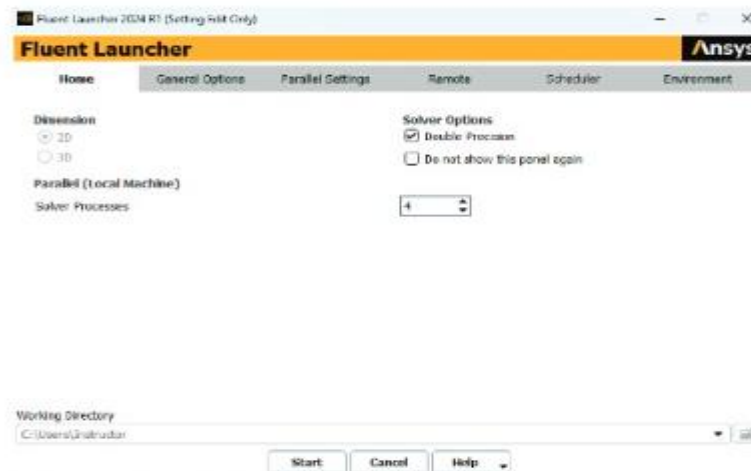 Fluent Launcher 2024 R1 (Setting Edit Only)
Fluent Launcher
Ansys
Home General Options Parallel Settings Remote Scheduler Environment
Dimension
2D
3D
Solver Options
Double Precision
Do not show this panel again
Parallel (Local Machine)
Solver Processes
4
Working Directory
C:\Users\Instructor
Start Cancel Help